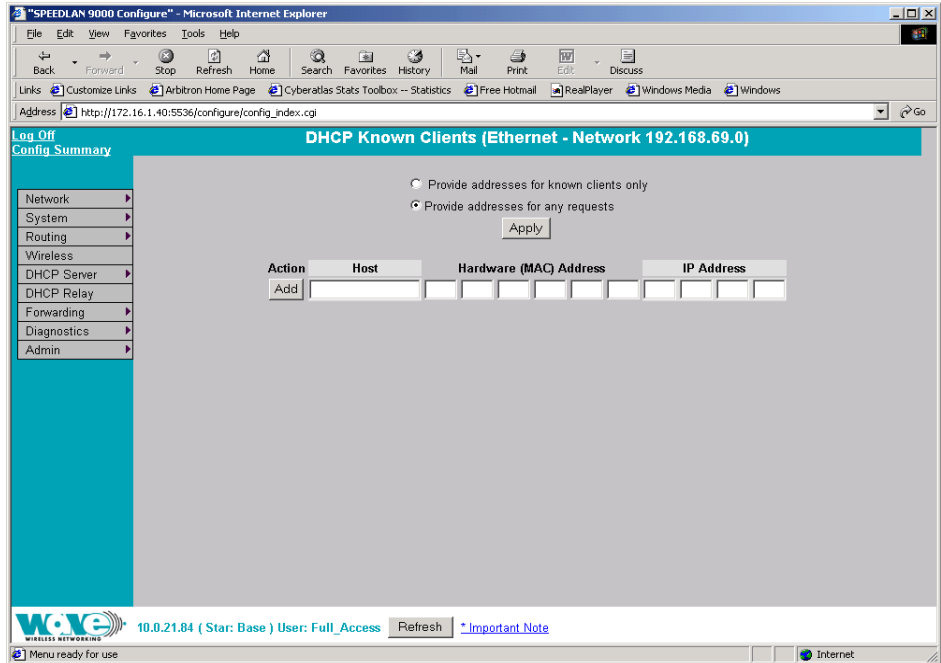 "SPEEDLAN 9000 Configure" - Microsoft Internet Explorer
File Edit View Favorites Tools Help
Back Forward Stop Refresh Home Search Favorites History Mail Print Edit Discuss
Links Customize Links Arbitron Home Page Cyberatlas Stats Toolbox -- Statistics Free Hotmail RealPlayer Windows Media Windows
Address http://172.16.1.40:5536/configure/config_index.cgi Go
Log Off
Config Summary
DHCP Known Clients (Ethernet - Network 192.168.69.0)
Provide addresses for known clients only
Provide addresses for any requests
Apply
Network
System
Routing
Wireless
DHCP Server
DHCP Relay
Forwarding
Diagnostics
Admin
Action Host Hardware (MAC) Address IP Address
Add
WAVE
WIRELESS NETWORKING
10.0.21.84 ( Star: Base ) User: Full_Access Refresh * Important Note
Menu ready for use Internet